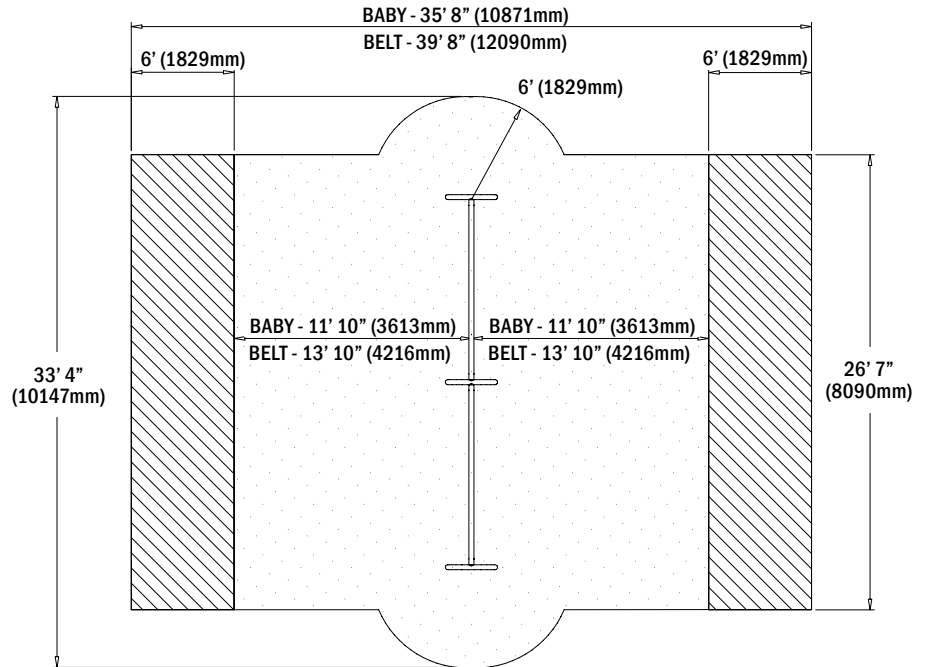 BABY - 35' 8” (10871mm)
BELT - 39' 8” (12090mm)
6’ (1829mm)
6’ (1829mm)
6’ (1829mm)
BABY - 11’ 10” (3613mm)
BELT - 13’ 10” (4216mm)
BABY - 11’ 10” (3613mm)
BELT - 13’ 10” (4216mm)
33’ 4”
(10147mm)
26’ 7”
(8090mm)